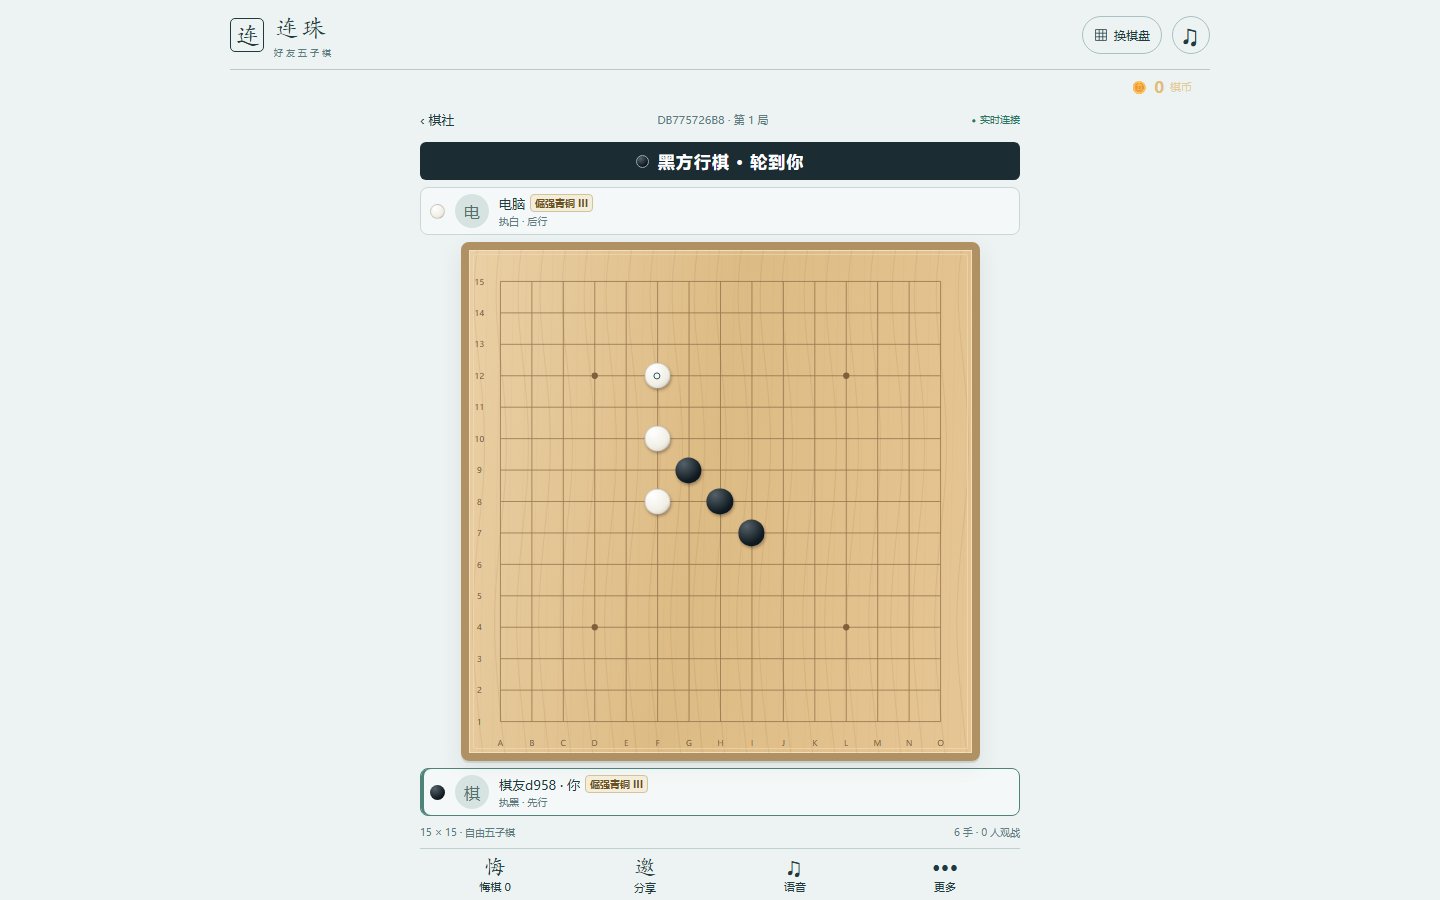 连 连珠
好友五子棋
换棋盘
0 棋币
‹ 棋社
DB775726B8 · 第 1 局
• 实时连接
黑方行棋 • 轮到你
电
电脑 倔强青铜 III
执白 · 后行
15
14
13
12
11
10
9
8
7
6
5
4
3
2
1
A B C D E F G H I J K L M N O
棋
棋友d958 · 你 倔强青铜 III
执黑 · 先行
15 × 15 · 自由五子棋
6 手 · 0 人观战
悔
悔棋 0
邀
分享
语音
更多